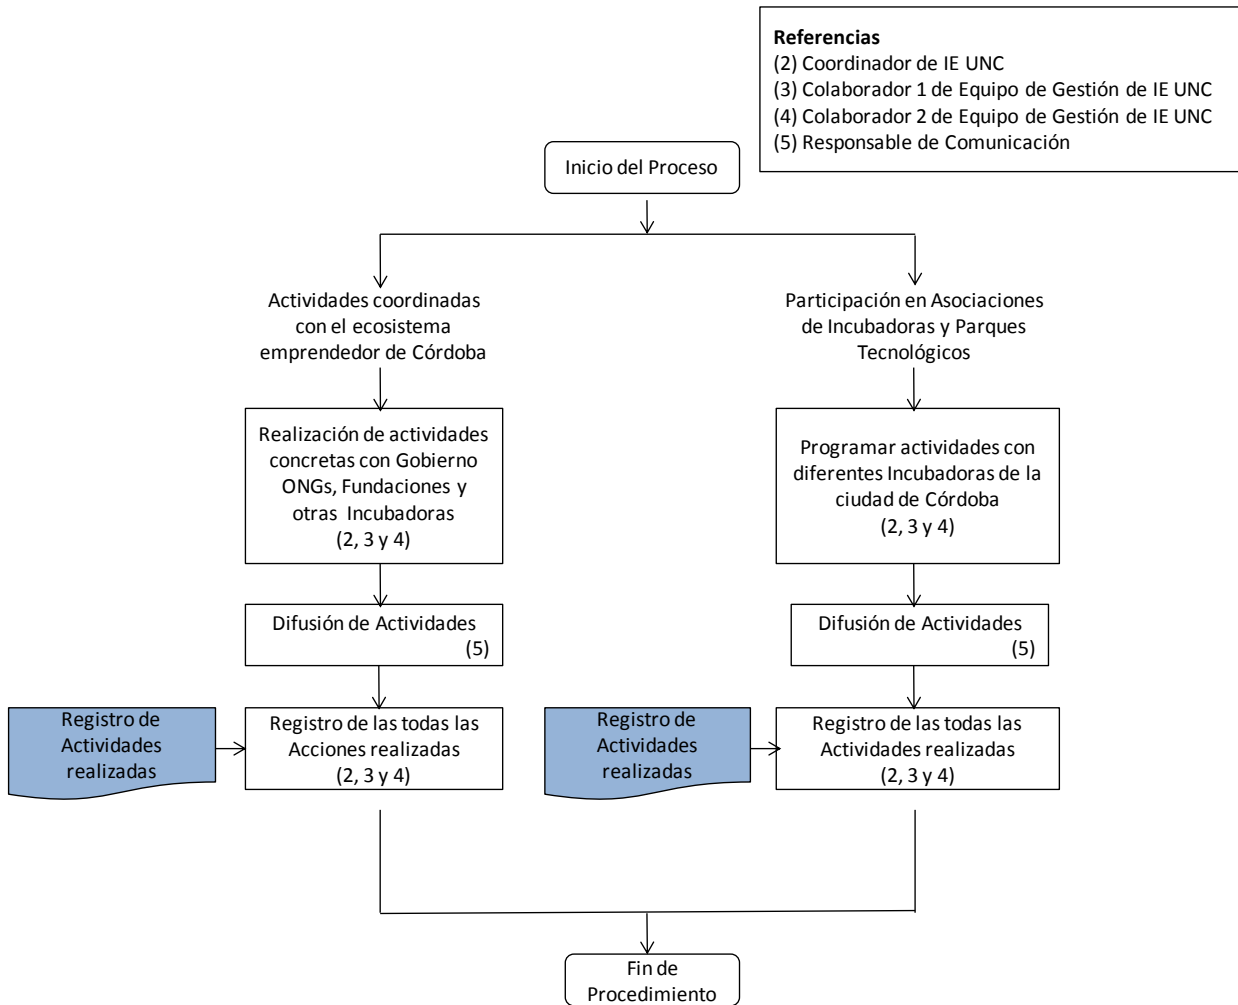 Referencias
(2) Coordinador de IE UNC
(3) Colaborador 1 de Equipo de Gestión de IE UNC
(4) Colaborador 2 de Equipo de Gestión de IE UNC
(5) Responsable de Comunicación
Inicio del Proceso
Actividades coordinadas
con el ecosistema
emprendedor de Córdoba
Participación en Asociaciones
de Incubadoras y Parques
Tecnológicos
Realización de actividades
concretas con Gobierno
ONGs, Fundaciones y
otras Incubadoras
(2, 3 y 4)
Programar actividades con
diferentes Incubadoras de la
ciudad de Córdoba
(2, 3 y 4)
Difusión de Actividades
(5)
Difusión de Actividades
(5)
Registro de
Actividades
realizadas
Registro de las todas las
Acciones realizadas
(2, 3 y 4)
Registro de
Actividades
realizadas
Registro de las todas las
Actividades realizadas
(2, 3 y 4)
Fin de
Procedimiento